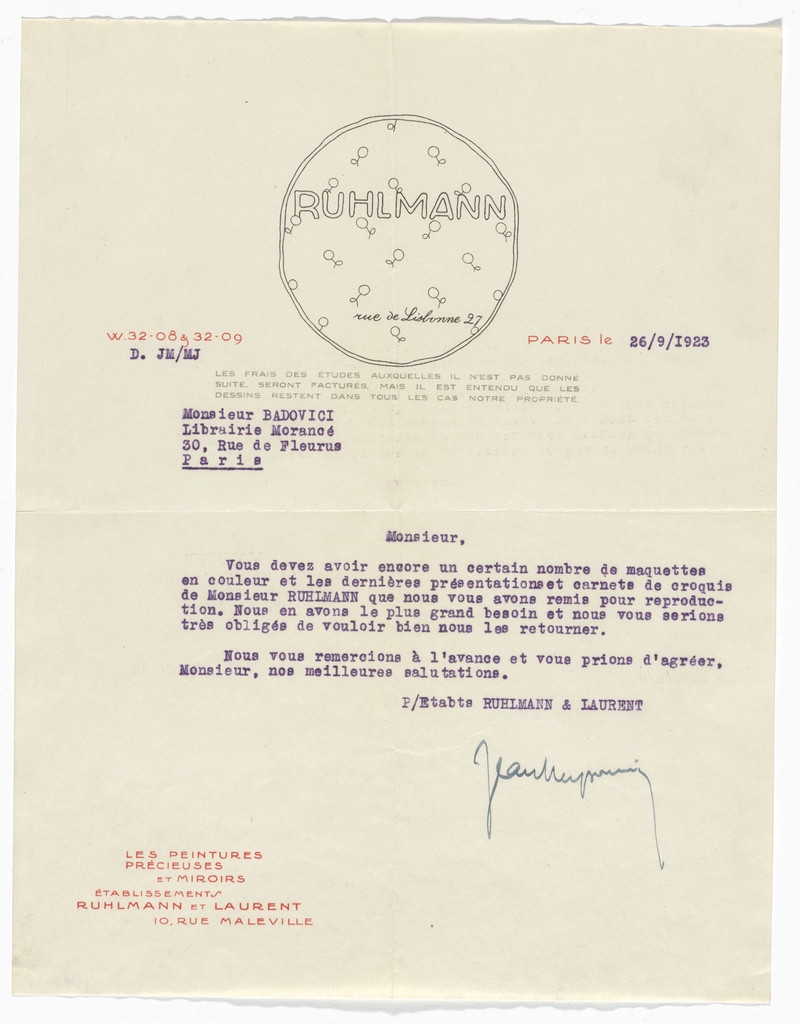 RUHLMANN
rue de Lisbonne 27
W.32-08 & 32-09
D. JM/MJ
PARIS le 26/9/1923
LES FRAIS DES ÉTUDES AUXQUELLES IL N'EST PAS DONNÉ
SUITE, SERONT FACTURÉS, MAIS IL EST ENTENDU QUE LES
DESSINS RESTENT DANS TOUS LES CAS NOTRE PROPRIÉTÉ.
Monsieur BADOVICI
Librairie Morancé
30, Rue de Fleurus
P a r i s
Monsieur,
Vous devez avoir encore un certain nombre de maquettes
en couleur et les dernières présentationset carnets de croquis
de Monsieur RUHLMANN que nous vous avons remis pour reproduc-
tion. Nous en avons le plus grand besoin et nous vous serions
très obligés de vouloir bien nous les retourner.
Nous vous remercions à l'avance et vous prions d'agréer,
Monsieur, nos meilleures salutations.
P/Etabts RUHLMANN & LAURENT
LES PEINTURES
PRÉCIEUSES
ET MIROIRS
ÉTABLISSEMENTS
RUHLMANN ET LAURENT
10, RUE MALEVILLE